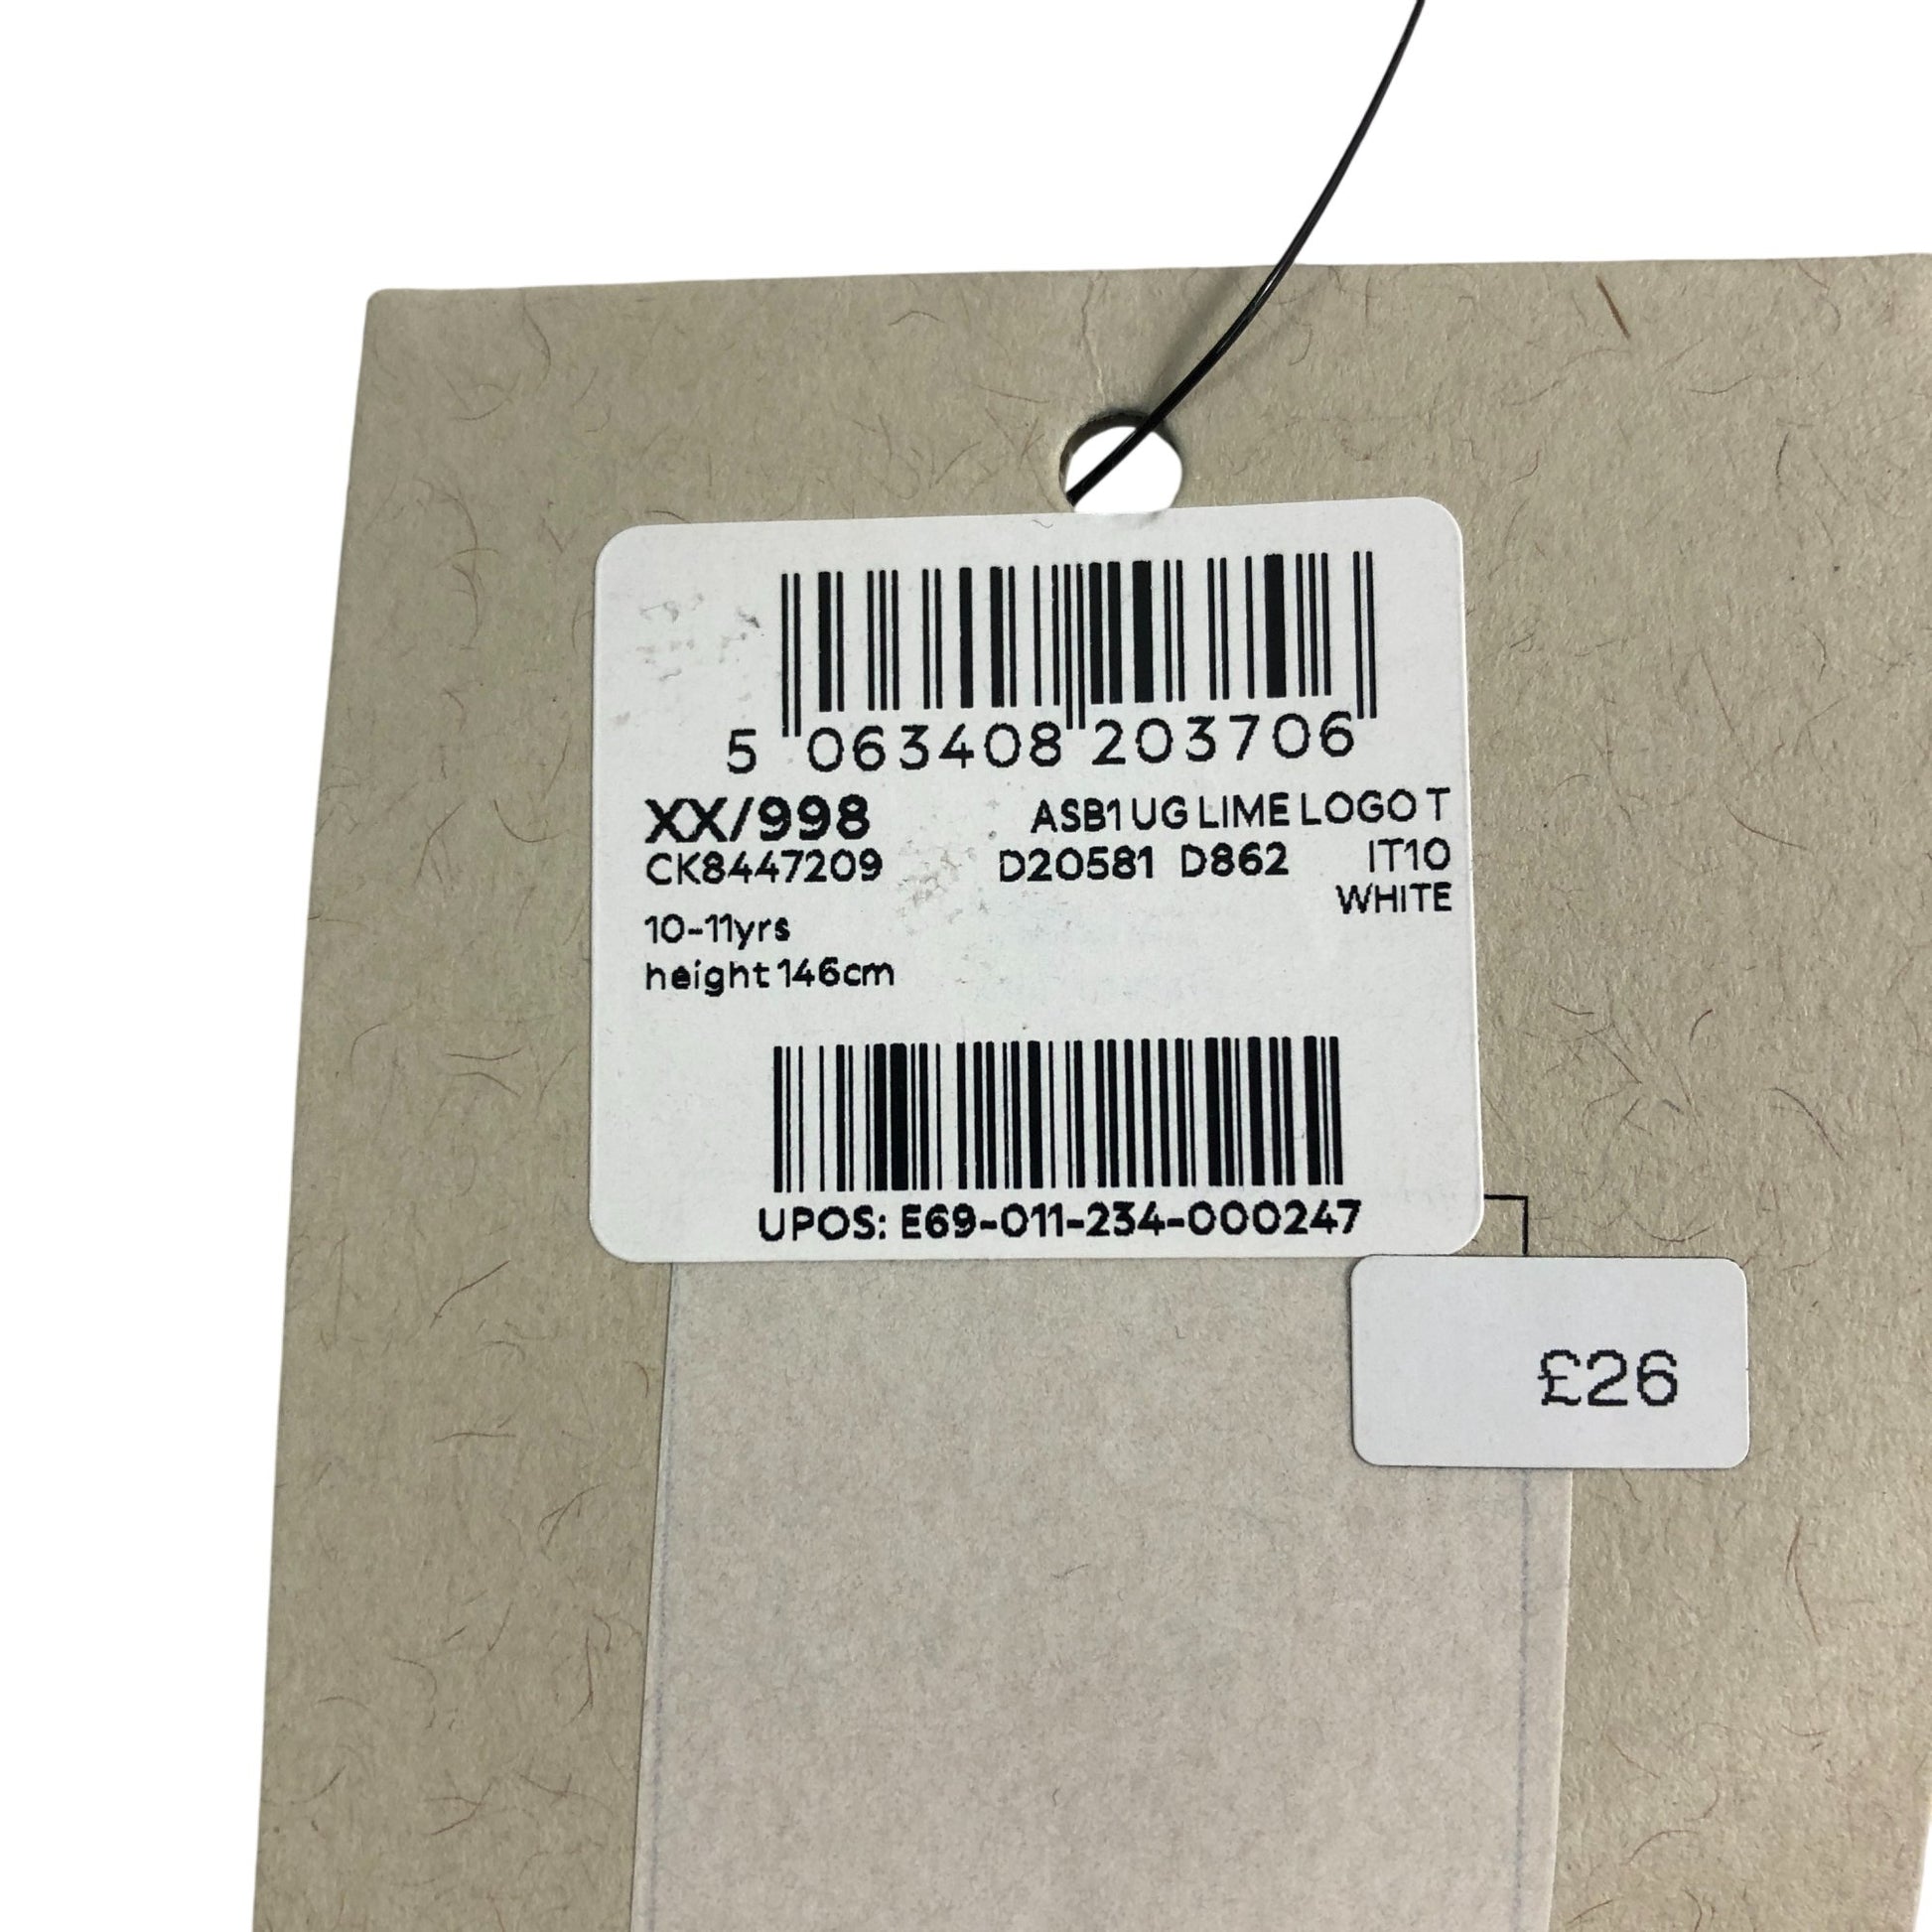 5 063408 203706
XX/998 ASB1 UG LIME LOGO T
CK8447209 D20581 D862 IT10
WHITE
10-11yrs
height 146cm
UPOS: E69-011-234-000247
£26